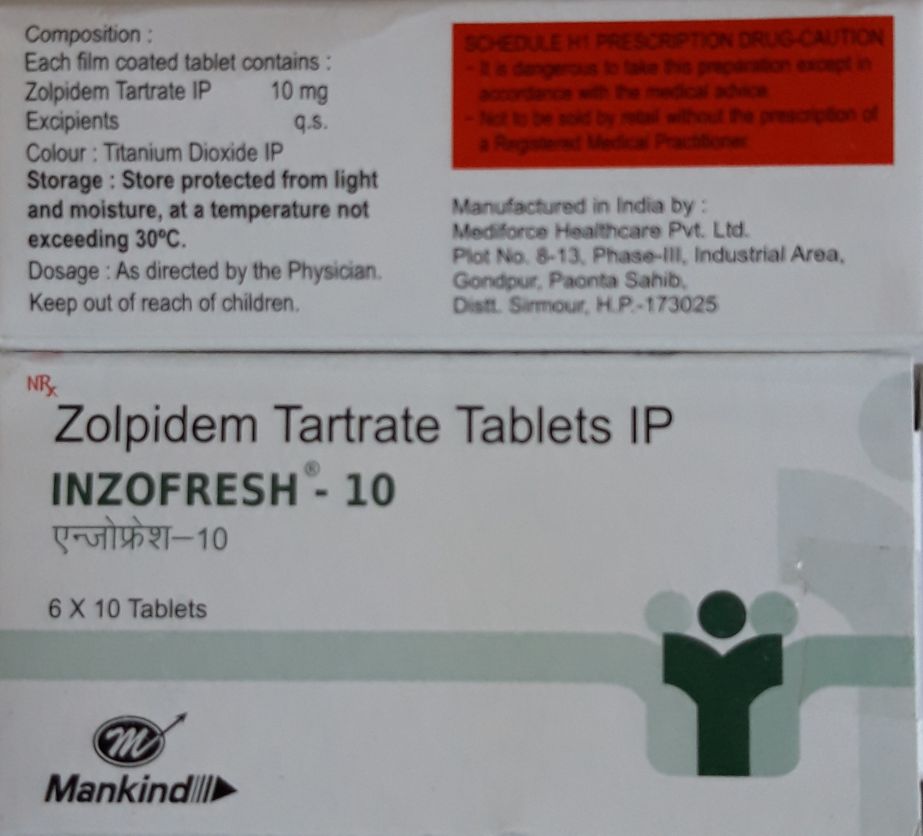 Composition :
Each film coated tablet contains :
Zolpidem Tartrate IP 10 mg
Excipients q.s.
Colour : Titanium Dioxide IP
Storage : Store protected from light
and moisture, at a temperature not
exceeding 30ºC.
Dosage : As directed by the Physician.
Keep out of reach of children.
SCHEDULE H1 PRESCRIPTION DRUG-CAUTION
- It is dangerous to take this preparation except in
accordance with the medical advice.
- Not to be sold by retail without the prescription of
a Registered Medical Practitioner.
Manufactured in India by :
Mediforce Healthcare Pvt. Ltd.
Plot No. 8-13, Phase-III, Industrial Area,
Gondpur, Paonta Sahib,
Distt. Sirmour, H.P.-173025
NRx
Zolpidem Tartrate Tablets IP
INZOFRESH® - 10
एन्जोफ्रेश–10
6 X 10 Tablets
m
Mankind